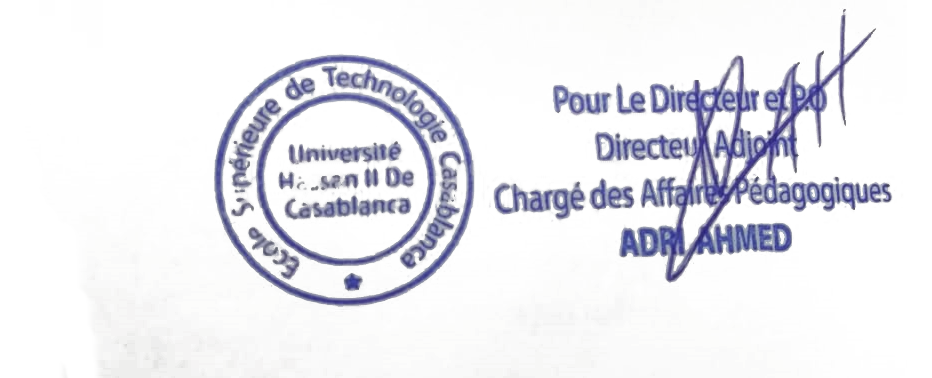 Ecole Supérieure de Technologie Casablanca
Université
Hassan II De
Casablanca
Pour Le Directeur et P.O
Directeur Adjoint
Chargé des Affaires Pédagogiques
ADRI AHMED